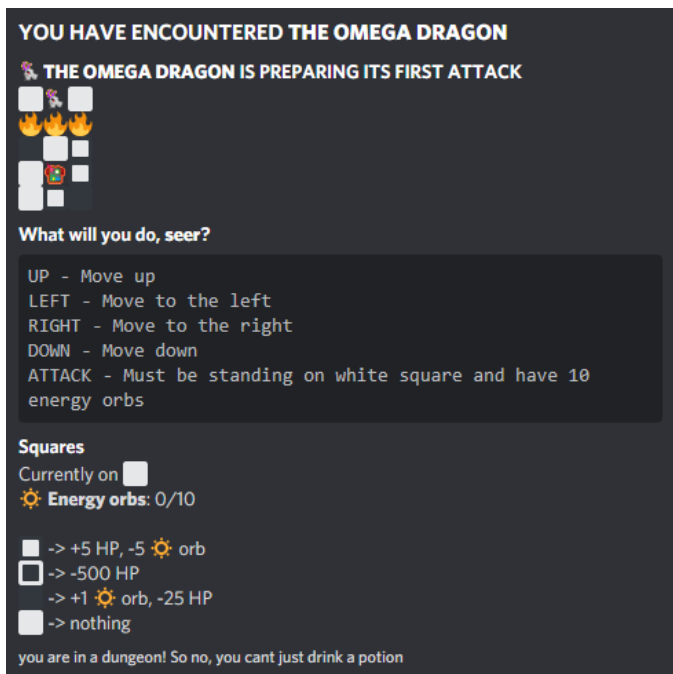 YOU HAVE ENCOUNTERED THE OMEGA DRAGON
THE OMEGA DRAGON IS PREPARING ITS FIRST ATTACK
What will you do, seer?
UP - Move up
LEFT - Move to the left
RIGHT - Move to the right
DOWN - Move down
ATTACK - Must be standing on white square and have 10
energy orbs
Squares
Currently on
Energy orbs: 0/10
-> +5 HP, -5 orb
-> -500 HP
-> +1 orb, -25 HP
-> nothing
you are in a dungeon! So no, you cant just drink a potion